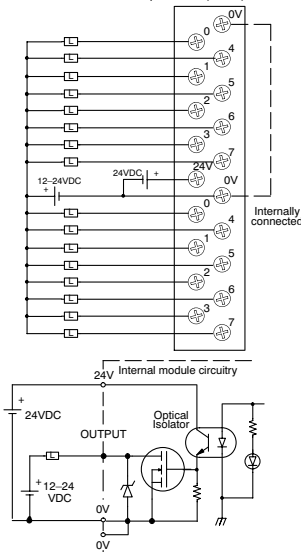 0V
0
L
4
L
1
L
5
L
2
L
6
L
3
L
7
L
24V
24VDC +
12–24VDC
+
0V
L
0
L
4
Internally
connected
L
1
L
5
L
2
L
6
L
3
L
7
L
Internal module circuitry
24V
+
24VDC
Optical
Isolator
OUTPUT
L
+ 12–24
VDC
0V
0V